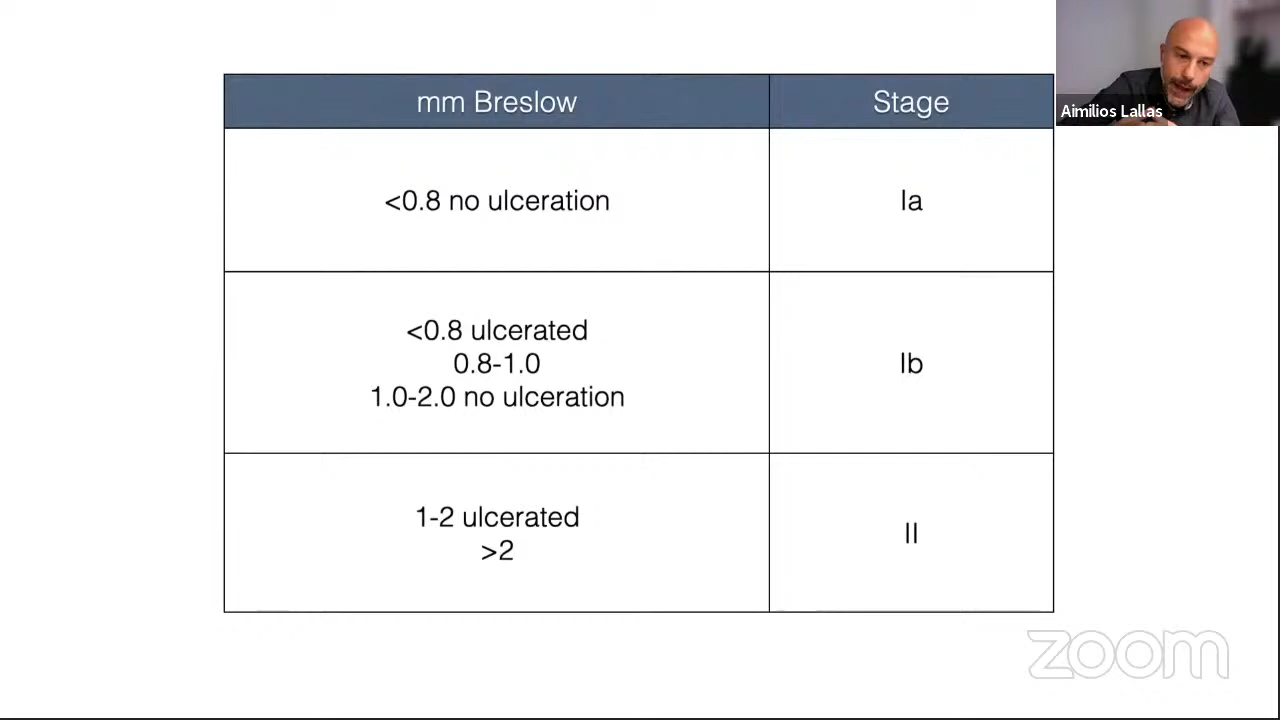 mm Breslow
Stage
<0.8 no ulceration
Ia
<0.8 ulcerated
0.8-1.0
1.0-2.0 no ulceration
Ib
1-2 ulcerated
>2
II
Aimilios Lallas
zoom